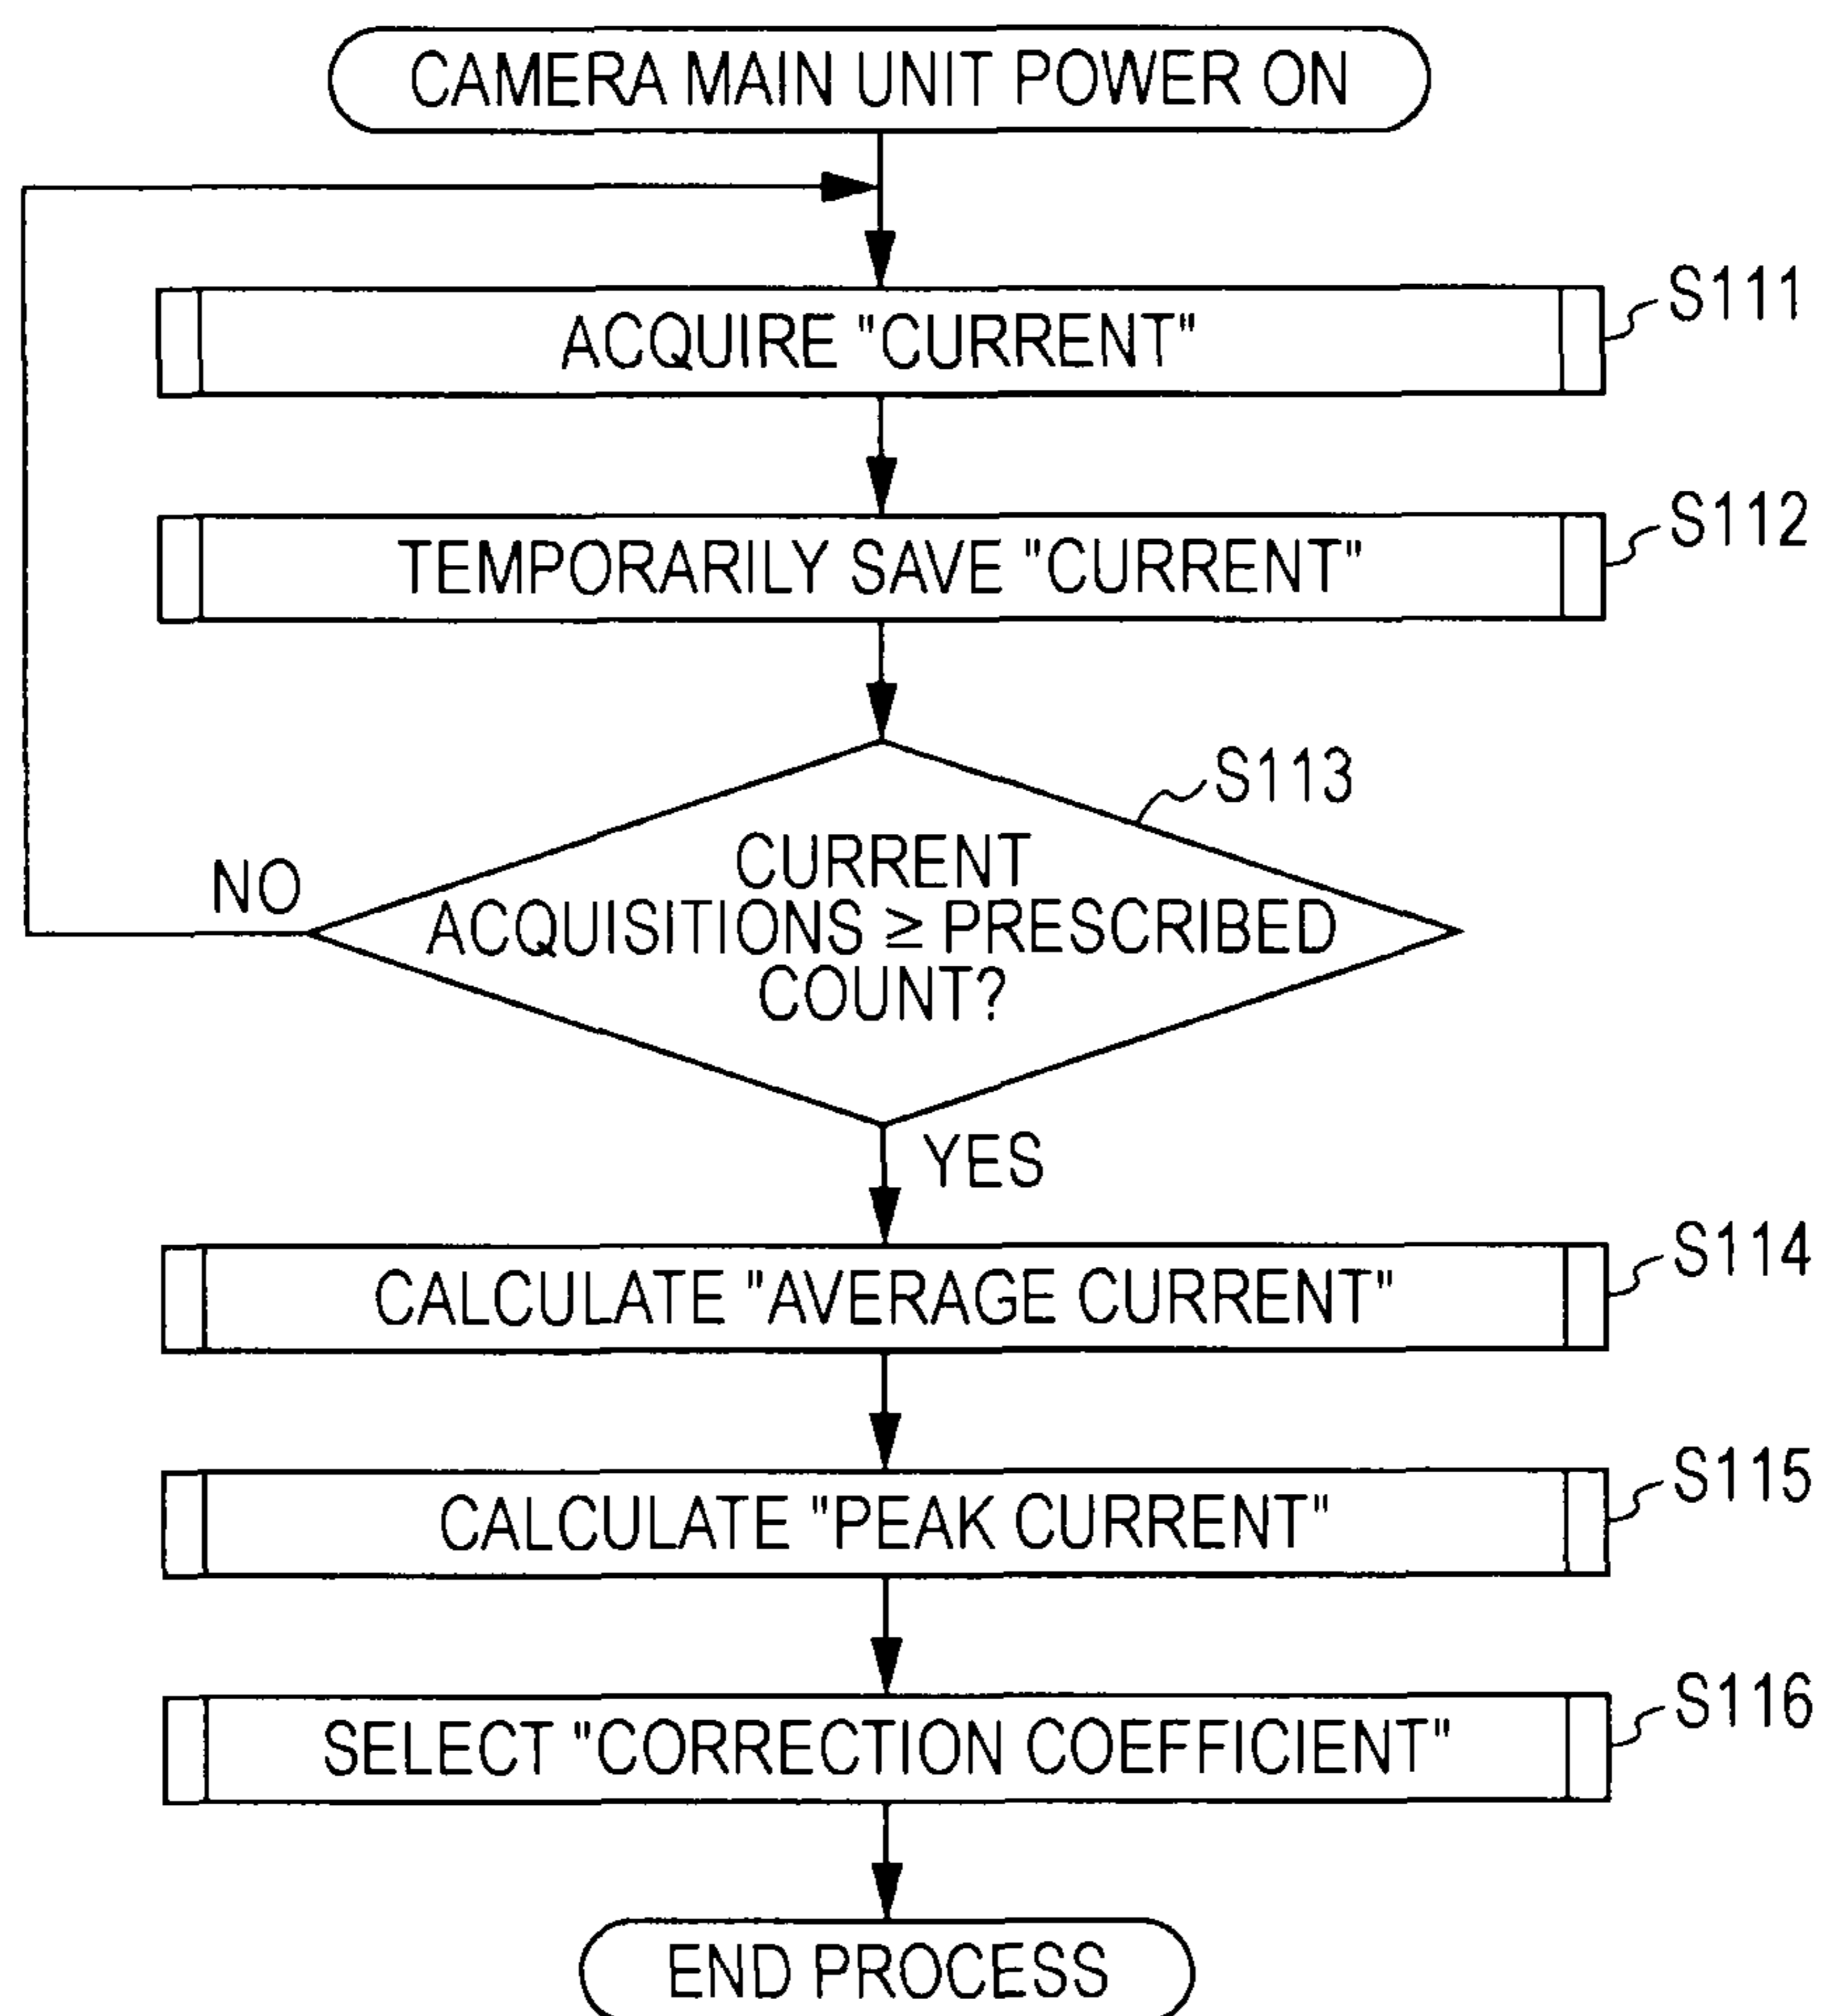 CAMERA MAIN UNIT POWER ON
ACQUIRE "CURRENT"
S111
TEMPORARILY SAVE "CURRENT"
S112
S113
CURRENT
ACQUISITIONS ≥ PRESCRIBED
COUNT?
NO
YES
CALCULATE "AVERAGE CURRENT"
S114
CALCULATE "PEAK CURRENT"
S115
SELECT "CORRECTION COEFFICIENT"
S116
END PROCESS